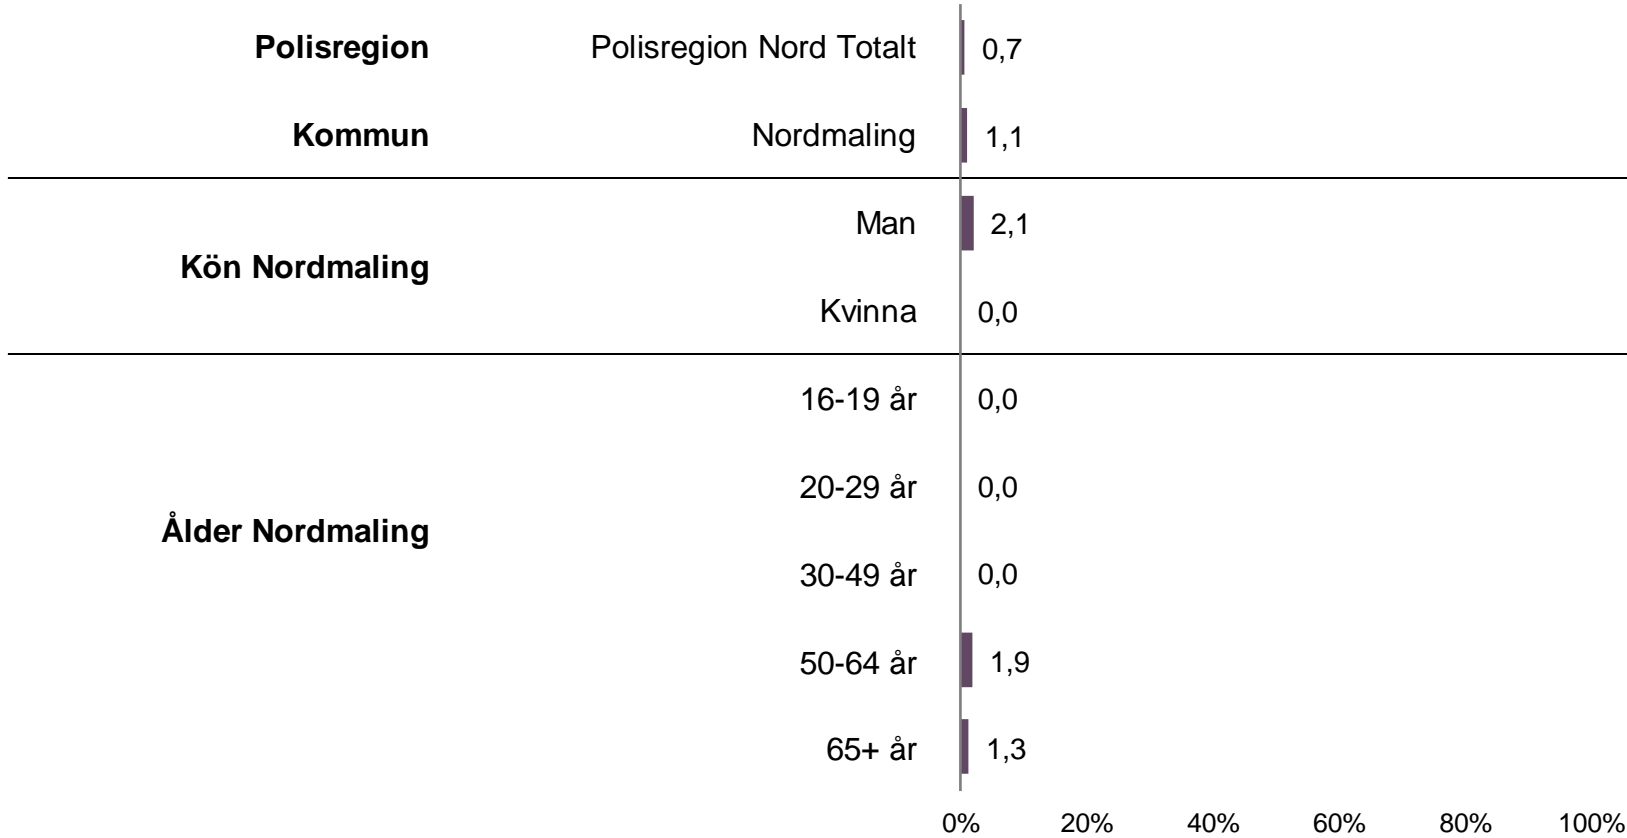 Polisregion Polisregion Nord Totalt 0,7
Kommun Nordmaling 1,1
Man 2,1
Kön Nordmaling
Kvinna 0,0
16-19 år 0,0
20-29 år 0,0
Ålder Nordmaling
30-49 år 0,0
50-64 år 1,9
65+ år 1,3
0% 20% 40% 60% 80% 100%